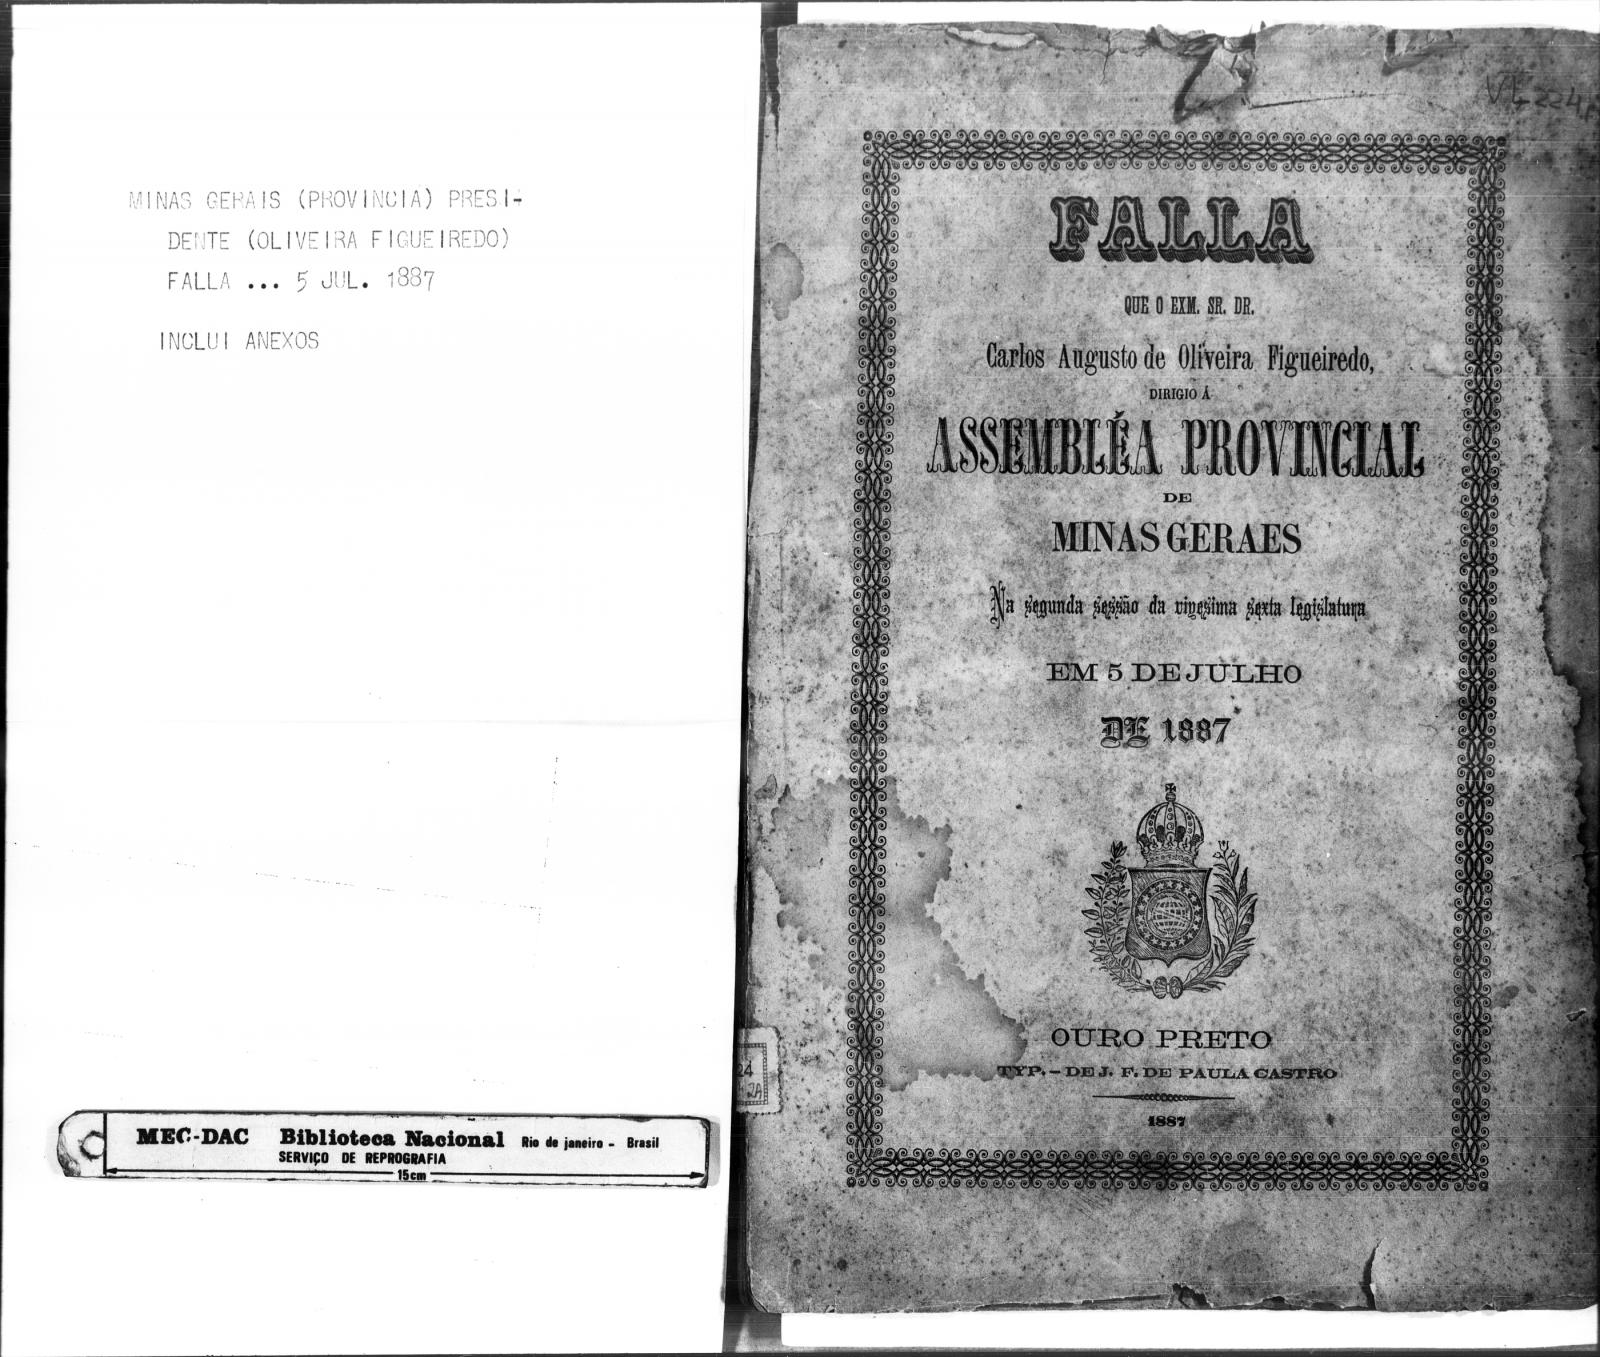 MINAS GERAIS (PROVINCIA) PRESI-
DENTE (OLIVEIRA FIGUEIREDO)
FALLA ... 5 JUL. 1887
INCLUI ANEXOS
MEC-DAC Biblioteca Nacional Rio de janeiro - Brasil
SERVIÇO DE REPROGRAFIA
15cm
FALLA
QUE O EXM. SR. DR.
Carlos Augusto de Oliveira Figueiredo,
DIRIGIO Á
ASSEMBLÉA PROVINCIAL
DE
MINAS GERAES
Na segunda sessão da vigesima sexta legislatura
EM 5 DE JULHO
DE 1887
OURO PRETO
TYP.-DE J. F. DE PAULA CASTRO
1887